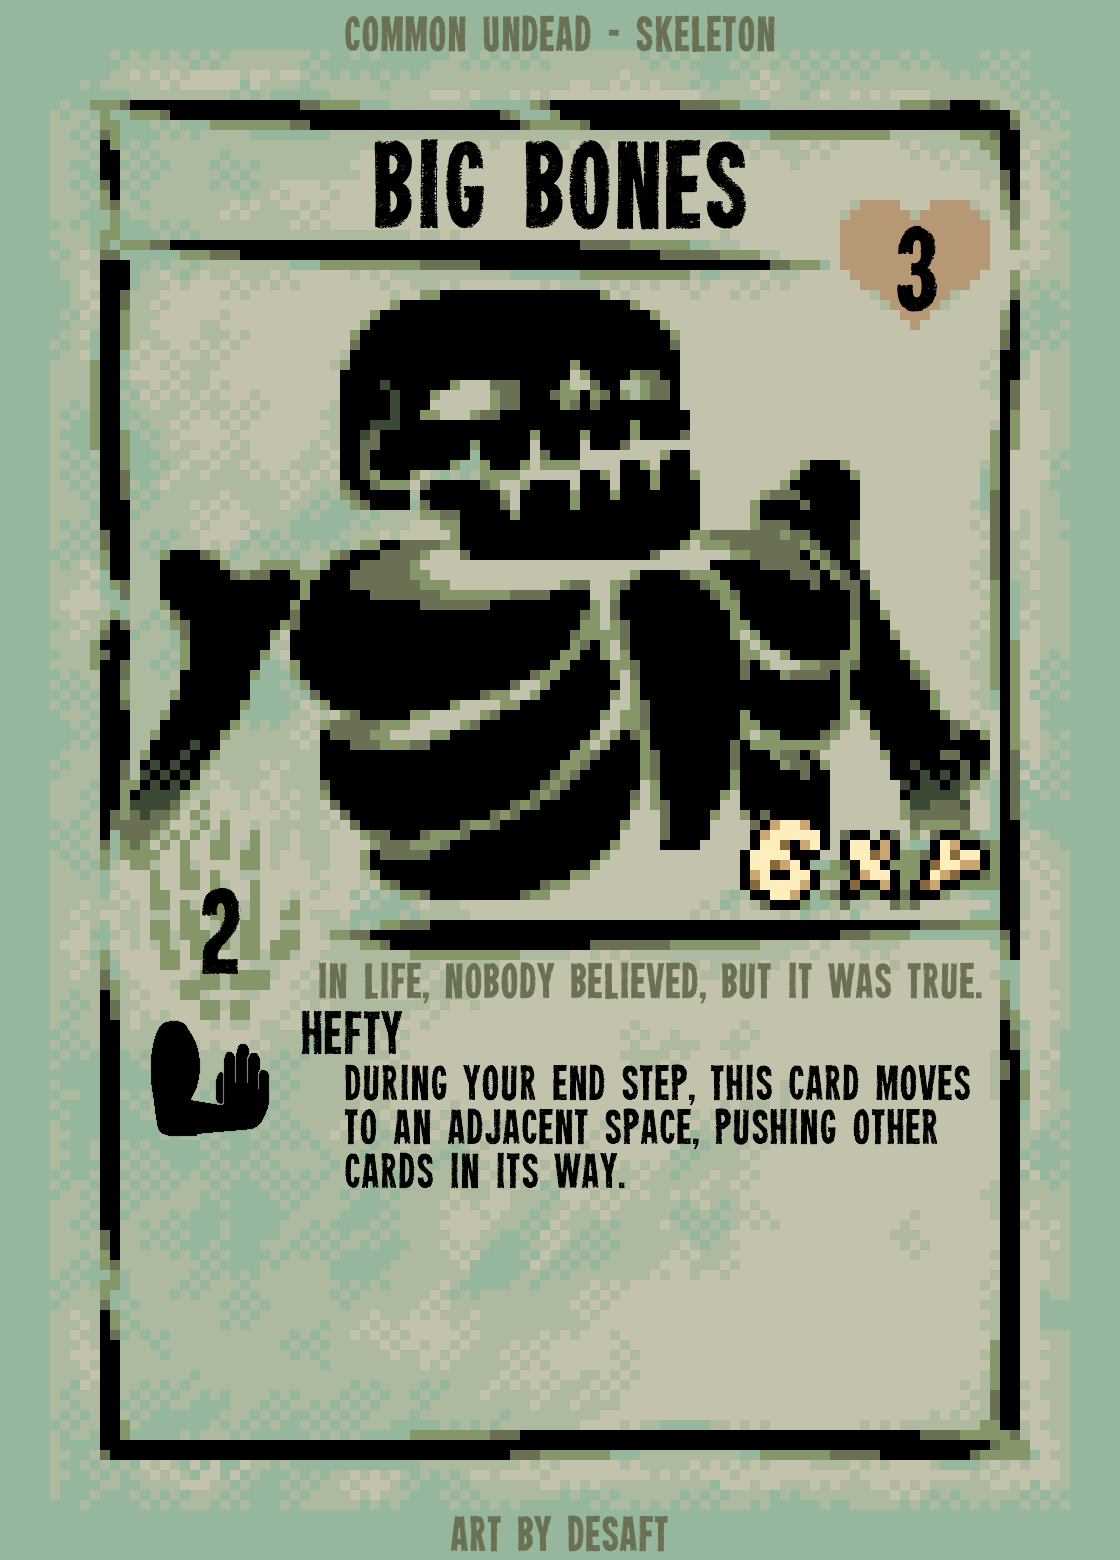 COMMON UNDEAD - SKELETON
BIG BONES
3
6 X P
2
IN LIFE, NOBODY BELIEVED, BUT IT WAS TRUE.
HEFTY
DURING YOUR END STEP, THIS CARD MOVES
TO AN ADJACENT SPACE, PUSHING OTHER
CARDS IN ITS WAY.
ART BY DESAFT